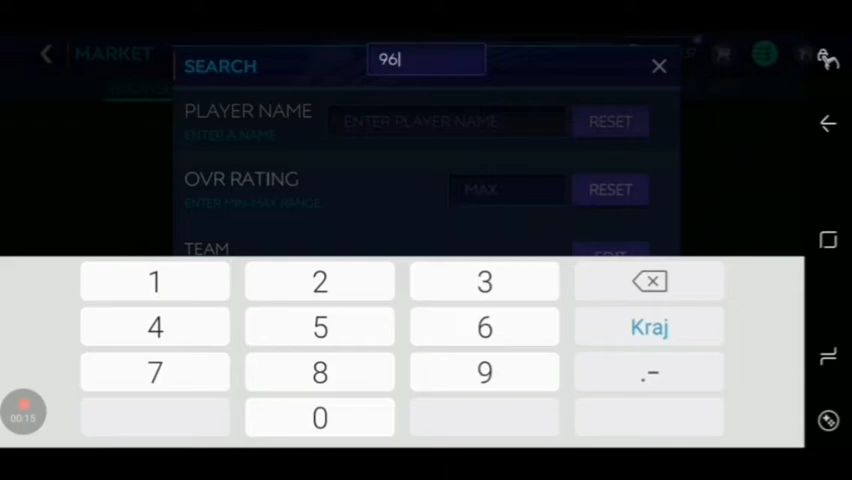 MARKET
96
SEARCH
PLAYER NAME
ENTER PLAYER NAME
RESET
ENTER A NAME
OVR RATING
MAX
RESET
ENTER MIN-MAX RANGE
TEAM
EDIT
1
2
3
4
5
6
Kraj
7
8
9
.-
0
00:15